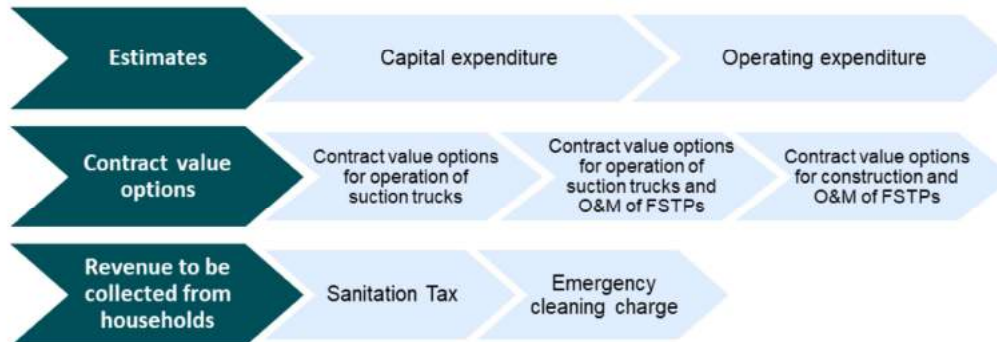 Estimates
Capital expenditure
Operating expenditure
Contract value
options
Contract value options
for operation of
suction trucks
Contract value options
for operation of
suction trucks and
O&M of FSTPs
Contract value options
for construction and
O&M of FSTPs
Revenue to be
collected from
households
Sanitation Tax
Emergency
cleaning charge